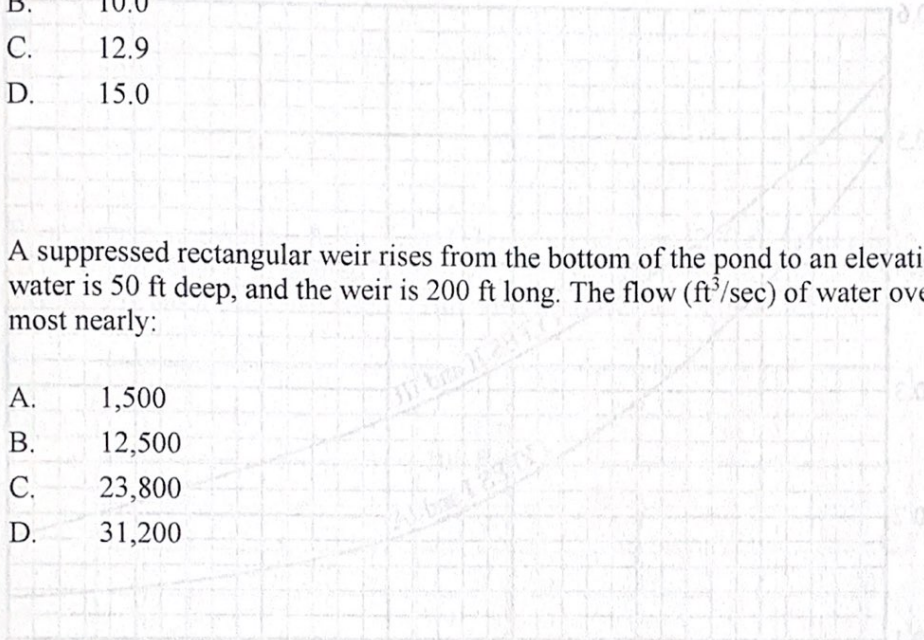 B. 10.0
C. 12.9
D. 15.0
A suppressed rectangular weir rises from the bottom of the pond to an elevati
water is 50 ft deep, and the weir is 200 ft long. The flow (ft³/sec) of water ove
most nearly:
A. 1,500
B. 12,500
C. 23,800
D. 31,200